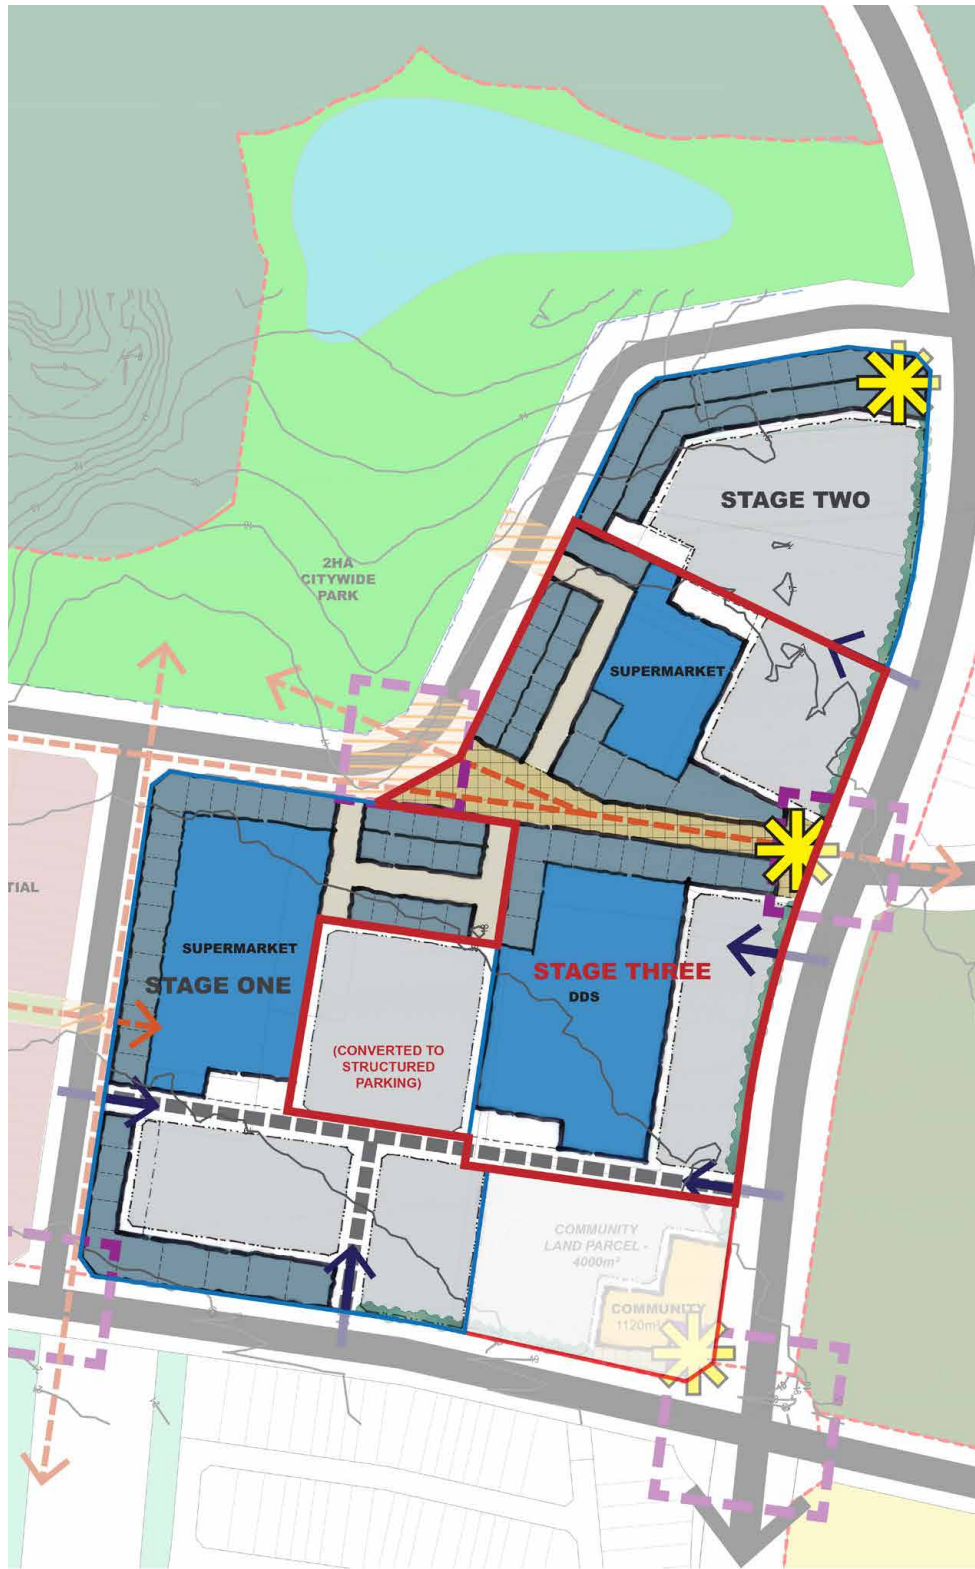 STAGE TWO
2HA
CITYWIDE
PARK
SUPERMARKET
TIAL
SUPERMARKET
STAGE ONE
STAGE THREE
DDS
(CONVERTED TO
STRUCTURED
PARKING)
COMMUNITY
LAND PARCEL -
4000m²
COMMUNITY
1120m²